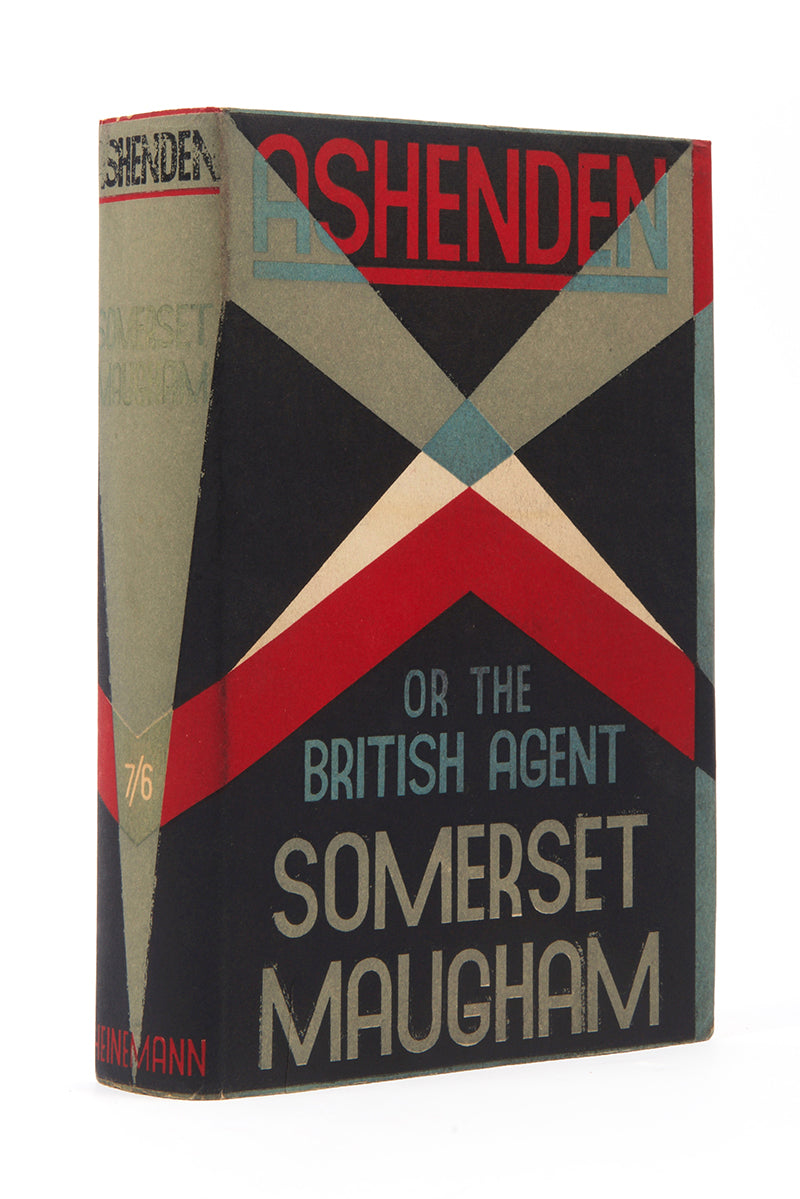 ASHENDEN
SOMERSET
MAUGHAM
7/6
HEINEMANN
ASHENDEN
OR THE
BRITISH AGENT
SOMERSET
MAUGHAM